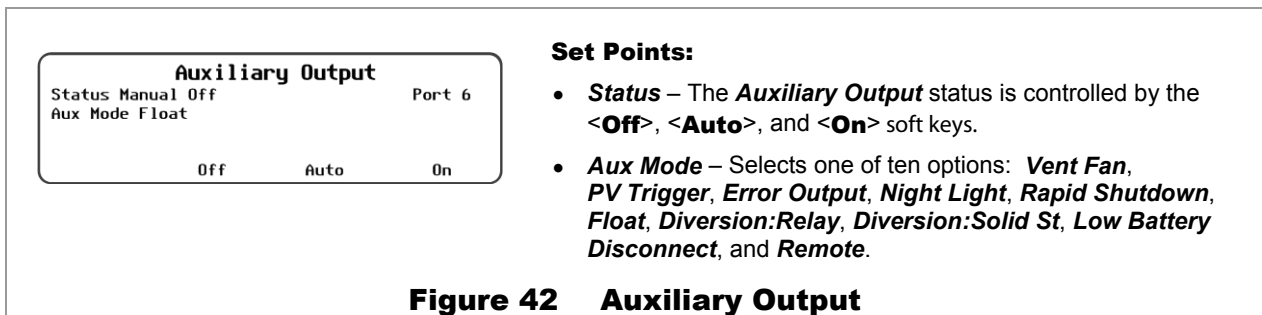 Auxiliary Output
Status Manual Off Port 6
Aux Mode Float
Off Auto On
Set Points:
• Status – The Auxiliary Output status is controlled by the
<Off>, <Auto>, and <On> soft keys.
• Aux Mode – Selects one of ten options: Vent Fan,
PV Trigger, Error Output, Night Light, Rapid Shutdown,
Float, Diversion:Relay, Diversion:Solid St, Low Battery
Disconnect, and Remote.
Figure 42 Auxiliary Output